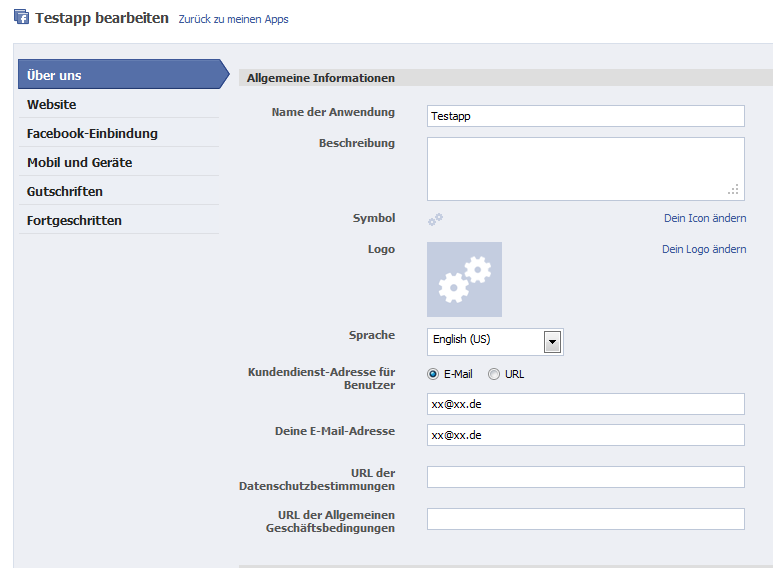 Testapp bearbeiten Zurück zu meinen Apps
Über uns
Website
Facebook-Einbindung
Mobil und Geräte
Gutschriften
Fortgeschritten
Allgemeine Informationen
Name der Anwendung Testapp
Beschreibung
Symbol Dein Icon ändern
Logo Dein Logo ändern
Sprache English (US)
Kundendienst-Adresse für
Benutzer
E-Mail URL
xx@xx.de
Deine E-Mail-Adresse xx@xx.de
URL der
Datenschutzbestimmungen
URL der Allgemeinen
Geschäftsbedingungen